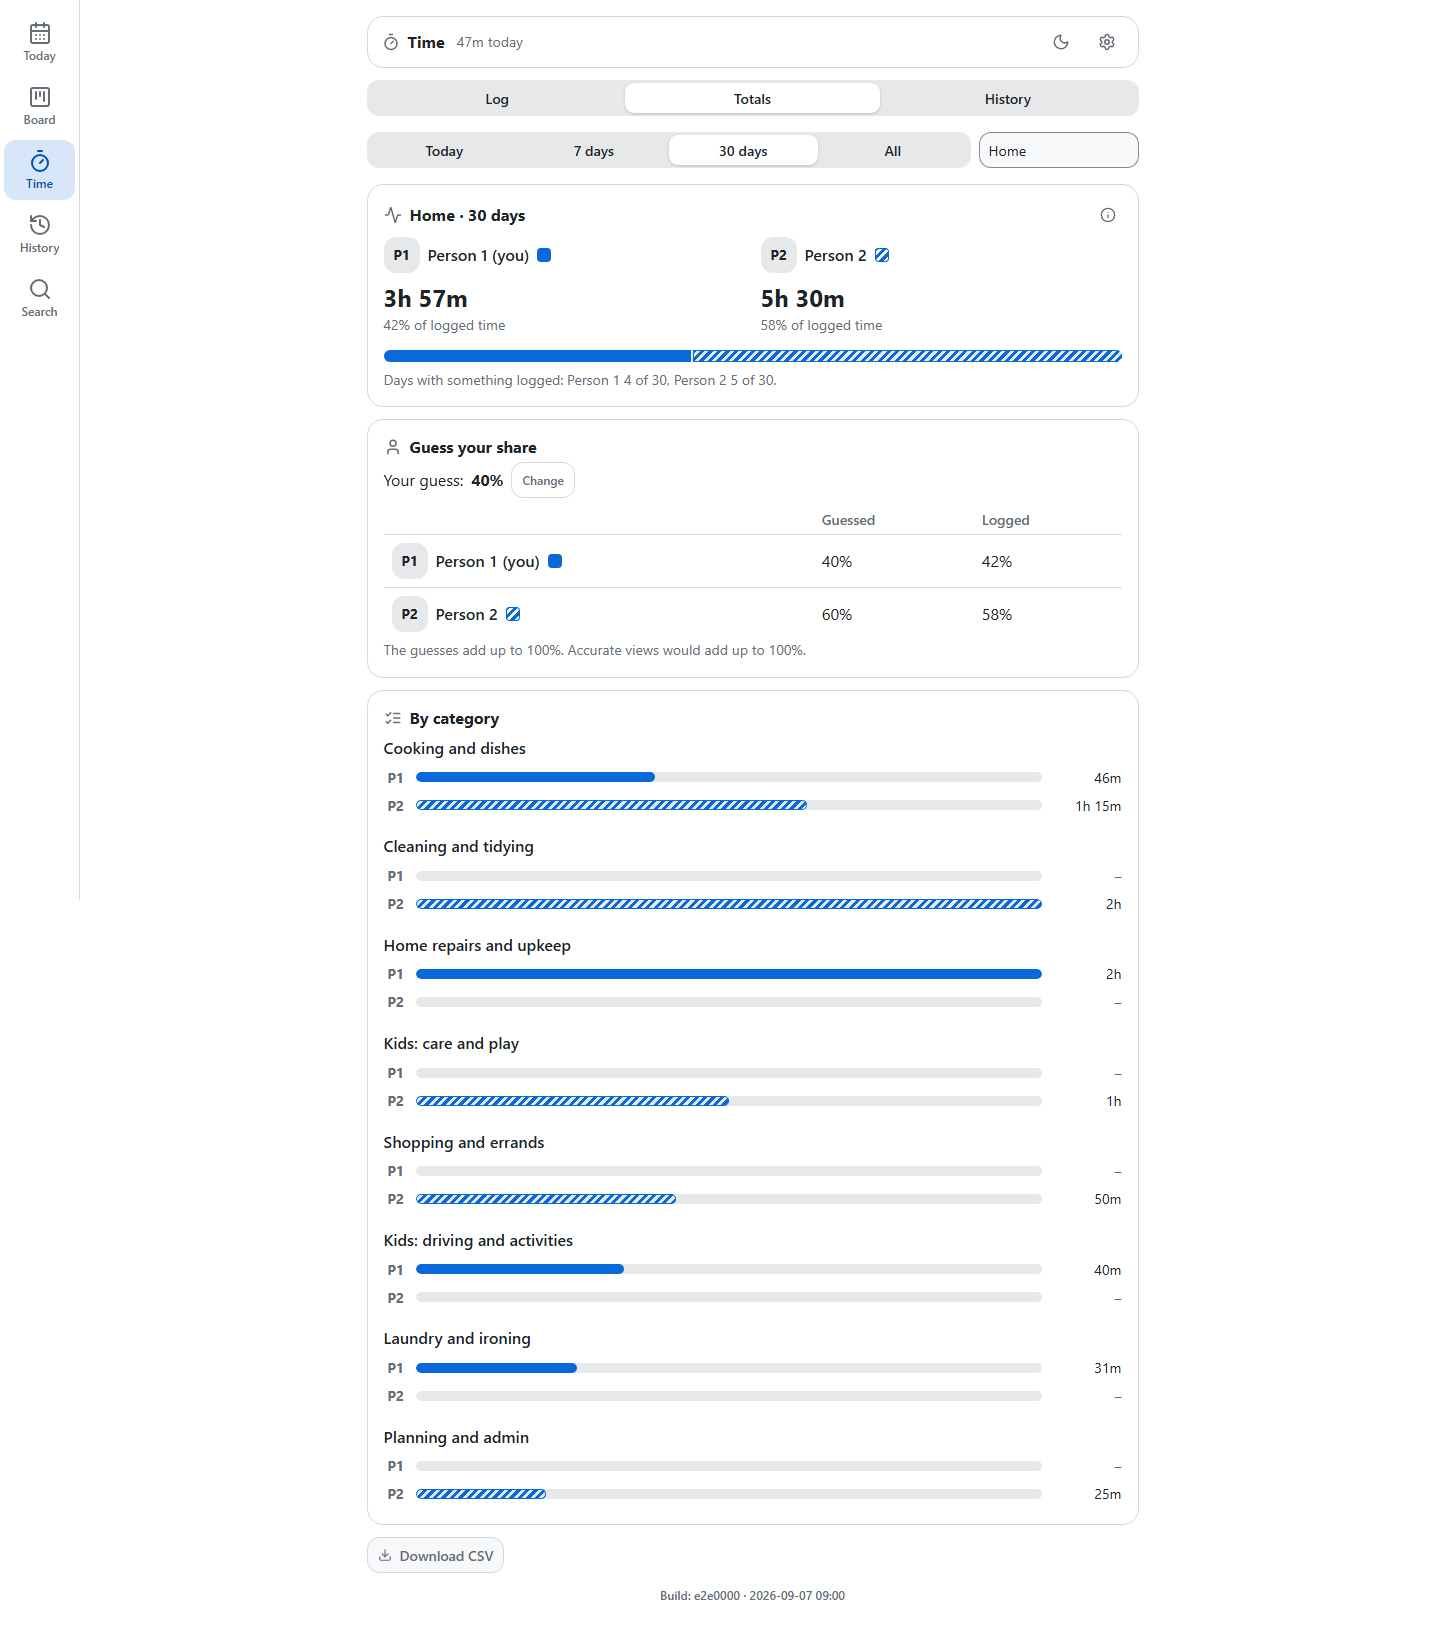 Today
Board
Time
History
Search
Time 47m today
Log Totals History
Today 7 days 30 days All Home
Home · 30 days
P1 Person 1 (you) P2 Person 2
3h 57m 5h 30m
42% of logged time 58% of logged time
Days with something logged: Person 1 4 of 30, Person 2 5 of 30.
Guess your share
Your guess: 40% Change
Guessed Logged
P1 Person 1 (you) 40% 42%
P2 Person 2 60% 58%
The guesses add up to 100%. Accurate views would add up to 100%.
By category
Cooking and dishes
P1 46m
P2 1h 15m
Cleaning and tidying
P1 –
P2 2h
Home repairs and upkeep
P1 2h
P2 –
Kids: care and play
P1 –
P2 1h
Shopping and errands
P1 –
P2 50m
Kids: driving and activities
P1 40m
P2 –
Laundry and ironing
P1 31m
P2 –
Planning and admin
P1 –
P2 25m
Download CSV
Build: e2e0000 · 2026-09-07 09:00